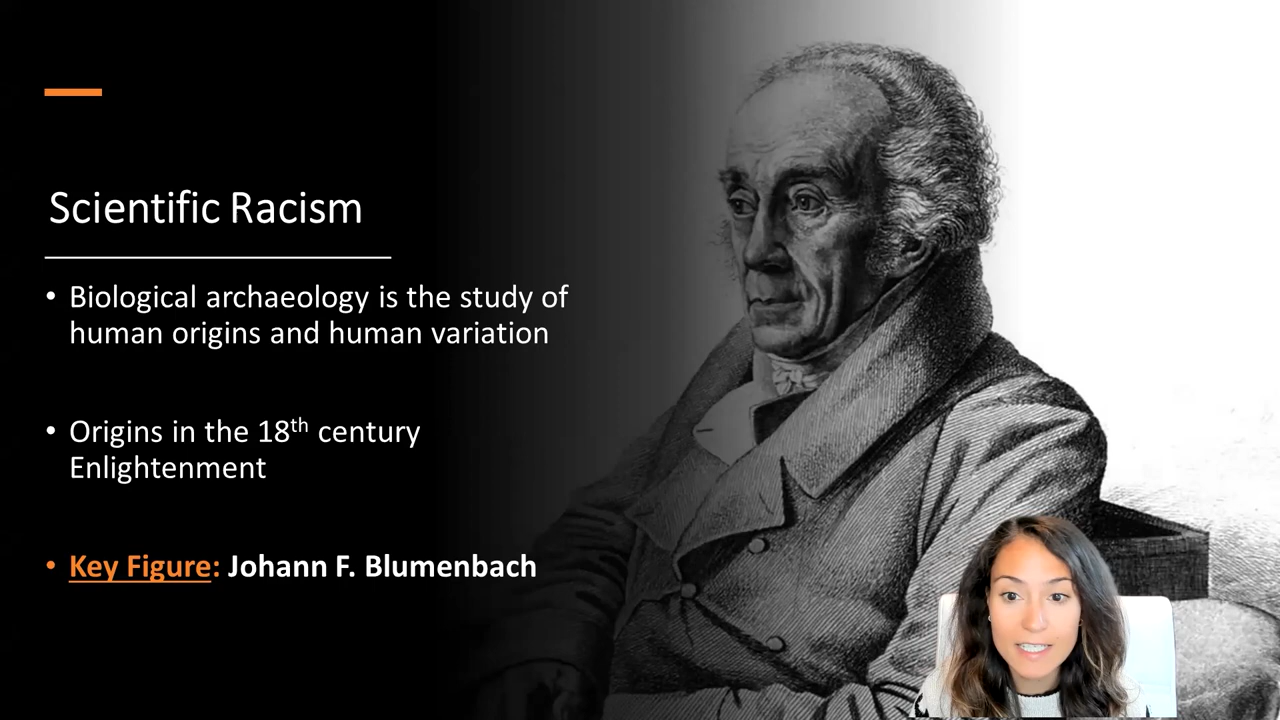 Scientific Racism
• Biological archaeology is the study of
human origins and human variation
• Origins in the 18th century
Enlightenment
• Key Figure: Johann F. Blumenbach